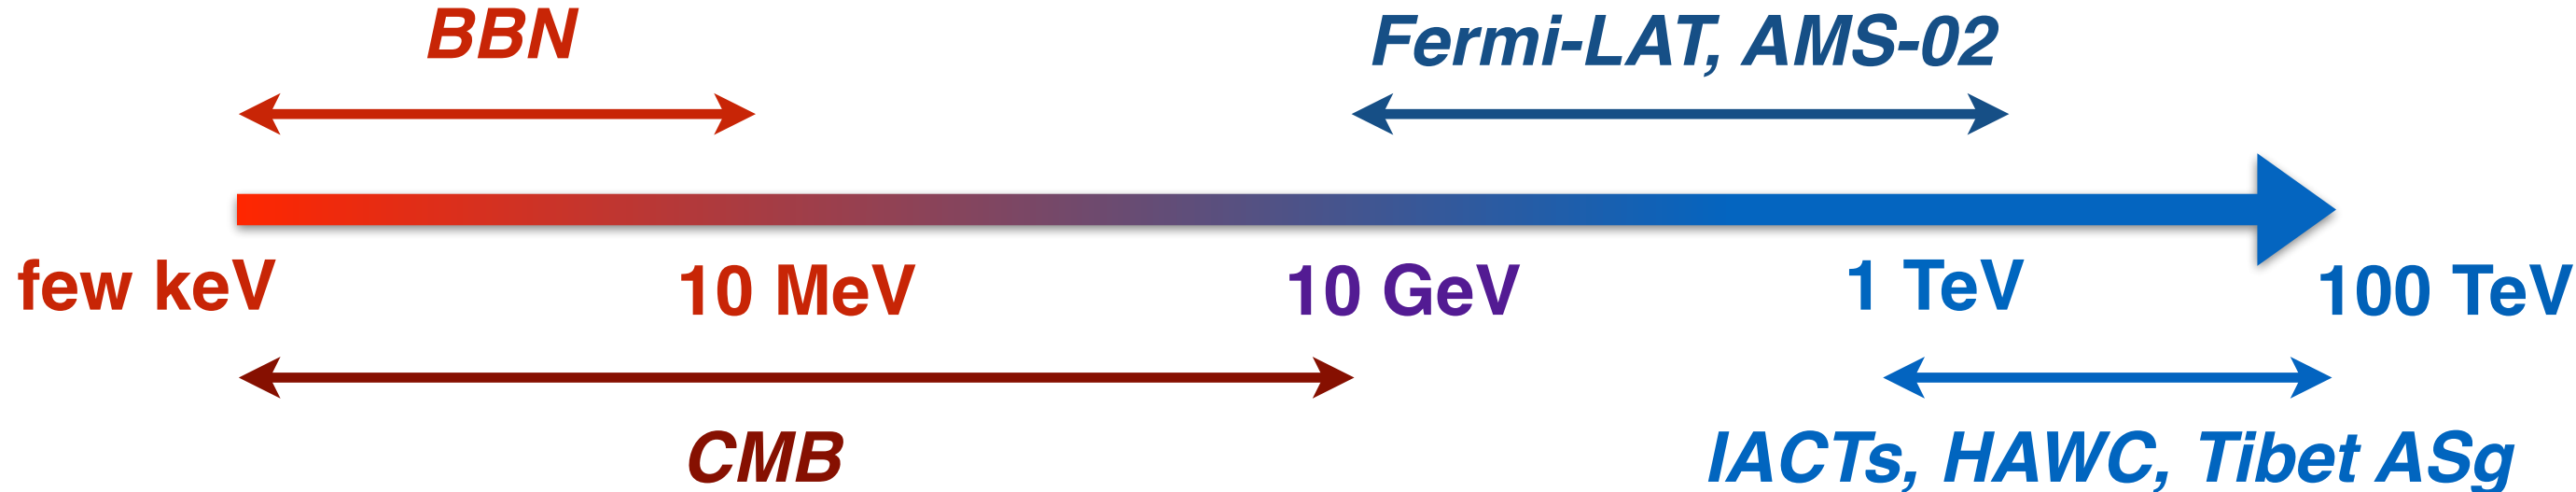 BBN
Fermi-LAT, AMS-02
few keV
10 MeV
10 GeV
1 TeV
100 TeV
CMB
IACTs, HAWC, Tibet ASg